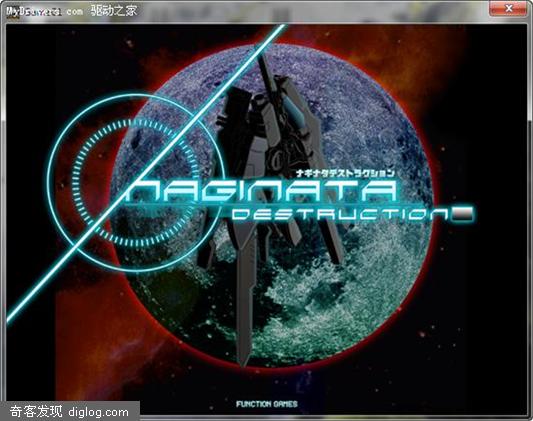 MyDrivers.com 驱动之家
ナギナタデストラクション
NAGINATA
DESTRUCTION
FUNCTION GAMES
奇客发现 diglog.com